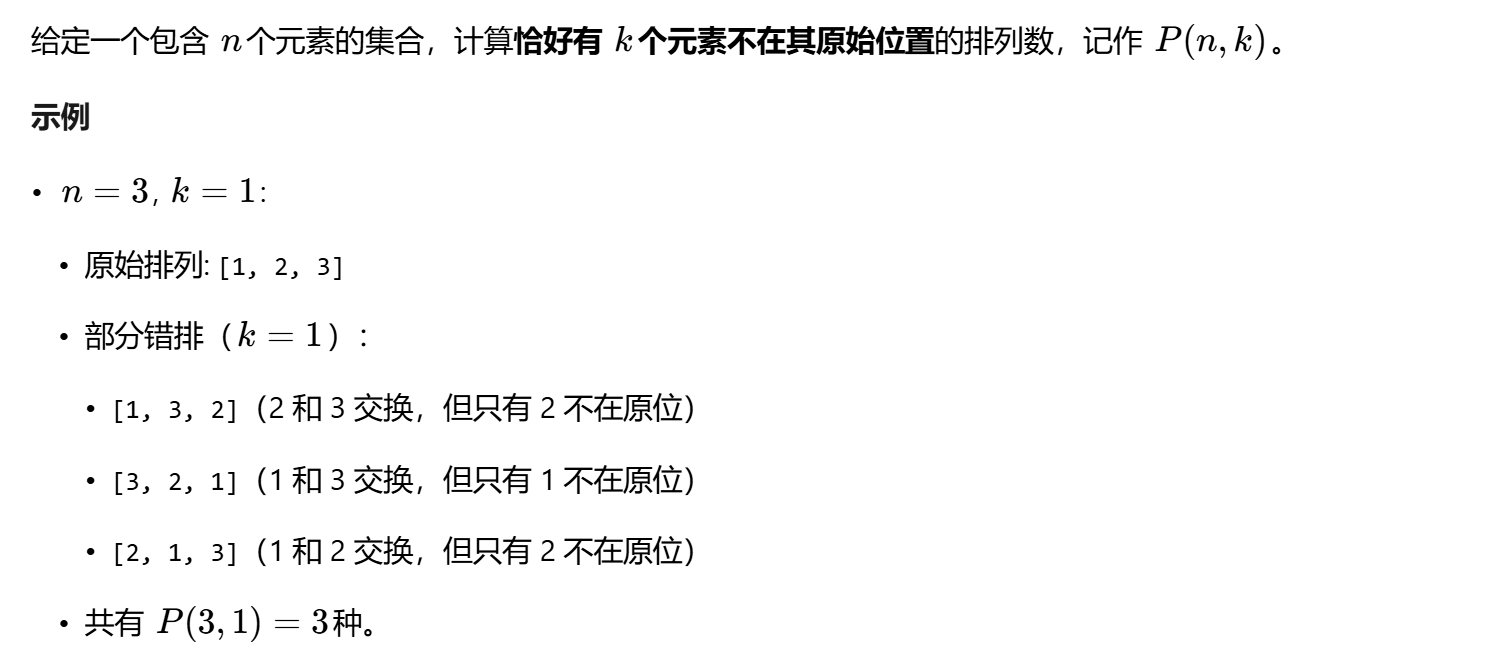 给定一个包含 n 个元素的集合，计算恰好有 k 个元素不在其原始位置的排列数，记作 P(n, k)。
示例
• n = 3, k = 1:
• 原始排列: [1, 2, 3]
• 部分错排（k = 1）:
• [1, 3, 2]（2 和 3 交换，但只有 2 不在原位）
• [3, 2, 1]（1 和 3 交换，但只有 1 不在原位）
• [2, 1, 3]（1 和 2 交换，但只有 2 不在原位）
• 共有 P(3, 1) = 3种。